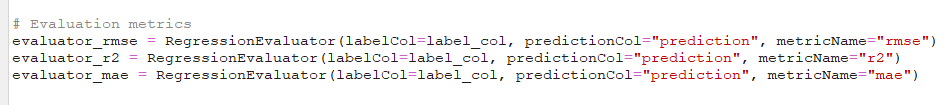 # Evaluation metrics
evaluator_rmse = RegressionEvaluator(labelCol=label_col, predictionCol="prediction", metricName="rmse")
evaluator_r2 = RegressionEvaluator(labelCol=label_col, predictionCol="prediction", metricName="r2")
evaluator_mae = RegressionEvaluator(labelCol=label_col, predictionCol="prediction", metricName="mae")